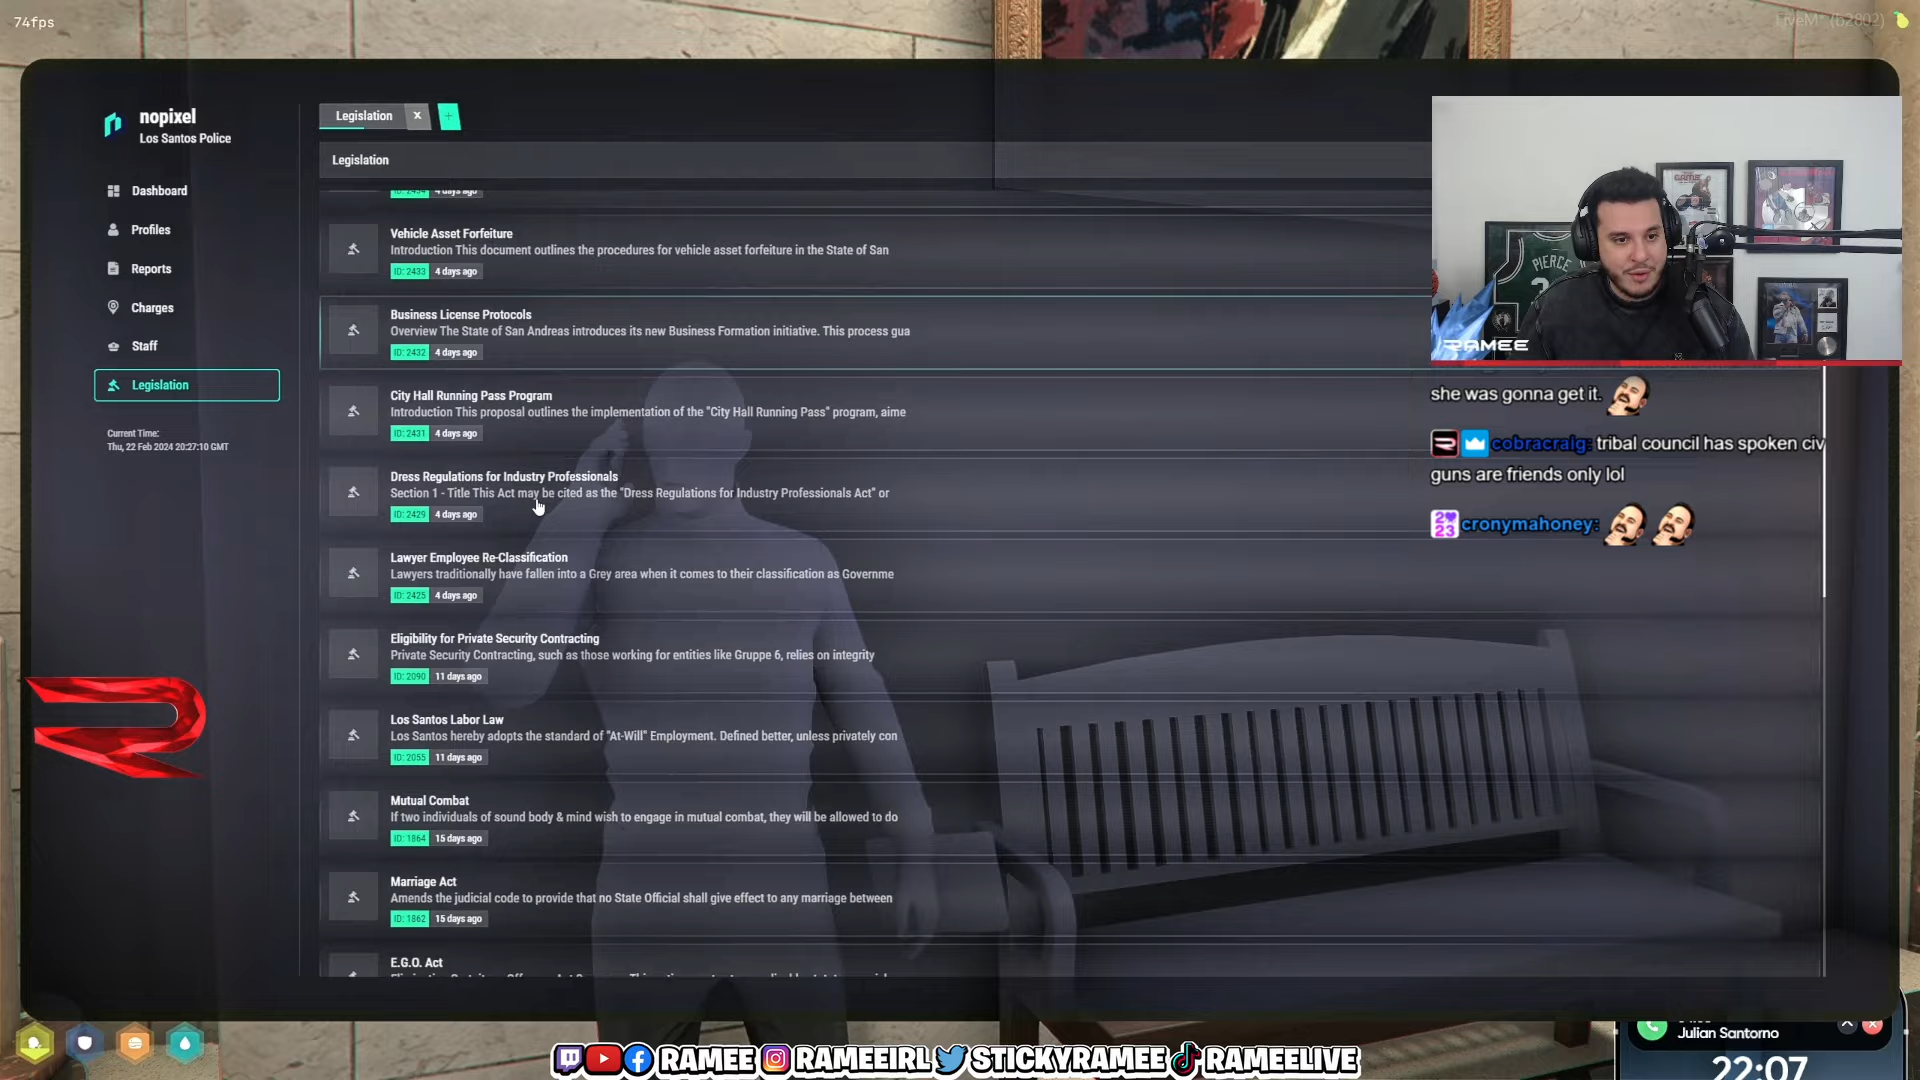 74fps
LiveM* (b2802)
nopixel
Los Santos Police
Dashboard
Profiles
Reports
Charges
Staff
Legislation
Current Time:
Thu, 22 Feb 2024 20:27:10 GMT
Legislation x +
Legislation
4 days ago
Vehicle Asset Forfeiture
Introduction This document outlines the procedures for vehicle asset forfeiture in the State of San
ID: 2433 4 days ago
Business License Protocols
Overview The State of San Andreas introduces its new Business Formation initiative. This process gua
ID: 2432 4 days ago
City Hall Running Pass Program
Introduction This proposal outlines the implementation of the "City Hall Running Pass" program, aime
ID: 2431 4 days ago
Dress Regulations for Industry Professionals
Section 1 - Title This Act may be cited as the "Dress Regulations for Industry Professionals Act" or
ID: 2429 4 days ago
Lawyer Employee Re-Classification
Lawyers traditionally have fallen into a Grey area when it comes to their classification as Governme
ID: 2425 4 days ago
Eligibility for Private Security Contracting
Private Security Contracting, such as those working for entities like Gruppe 6, relies on integrity
ID: 2090 11 days ago
Los Santos Labor Law
Los Santos hereby adopts the standard of "At-Will" Employment. Defined better, unless privately con
ID: 2055 11 days ago
Mutual Combat
If two individuals of sound body & mind wish to engage in mutual combat, they will be allowed to do
ID: 1864 15 days ago
Marriage Act
Amends the judicial code to provide that no State Official shall give effect to any marriage between
ID: 1862 15 days ago
E.G.O. Act
PIERCE
RAMEE
she was gonna get it.
cobracralg: tribal council has spoken civ
guns are friends only lol
2023 cronymahoney:
Julian Santorno
22:07
RAMEE RAMEEIRL STICKYRAMEE RAMEELIVE